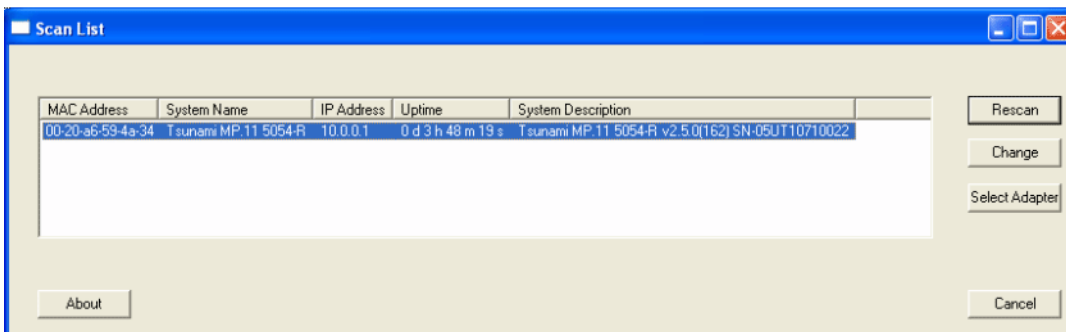 Scan List
MAC Address System Name IP Address Uptime System Description
00-20-a6-59-4a-34 Tsunami MP.11 5054-R 10.0.0.1 0 d 3 h 48 m 19 s Tsunami MP.11 5054-R v2.5.0(162) SN-05UT10710022
Rescan
Change
Select Adapter
About Cancel